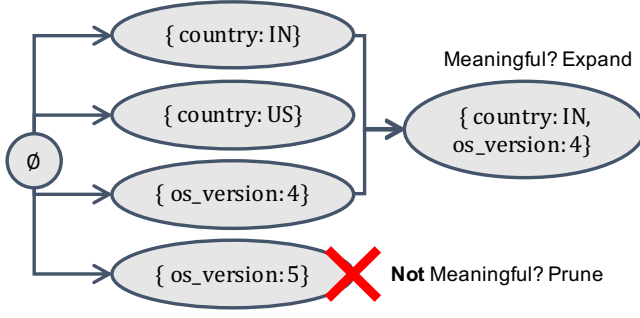 { country: IN}
Meaningful? Expand
{ country: US}
{ country: IN,
os_version: 4}
Ø
{ os_version: 4}
{ os_version: 5}
Not Meaningful? Prune